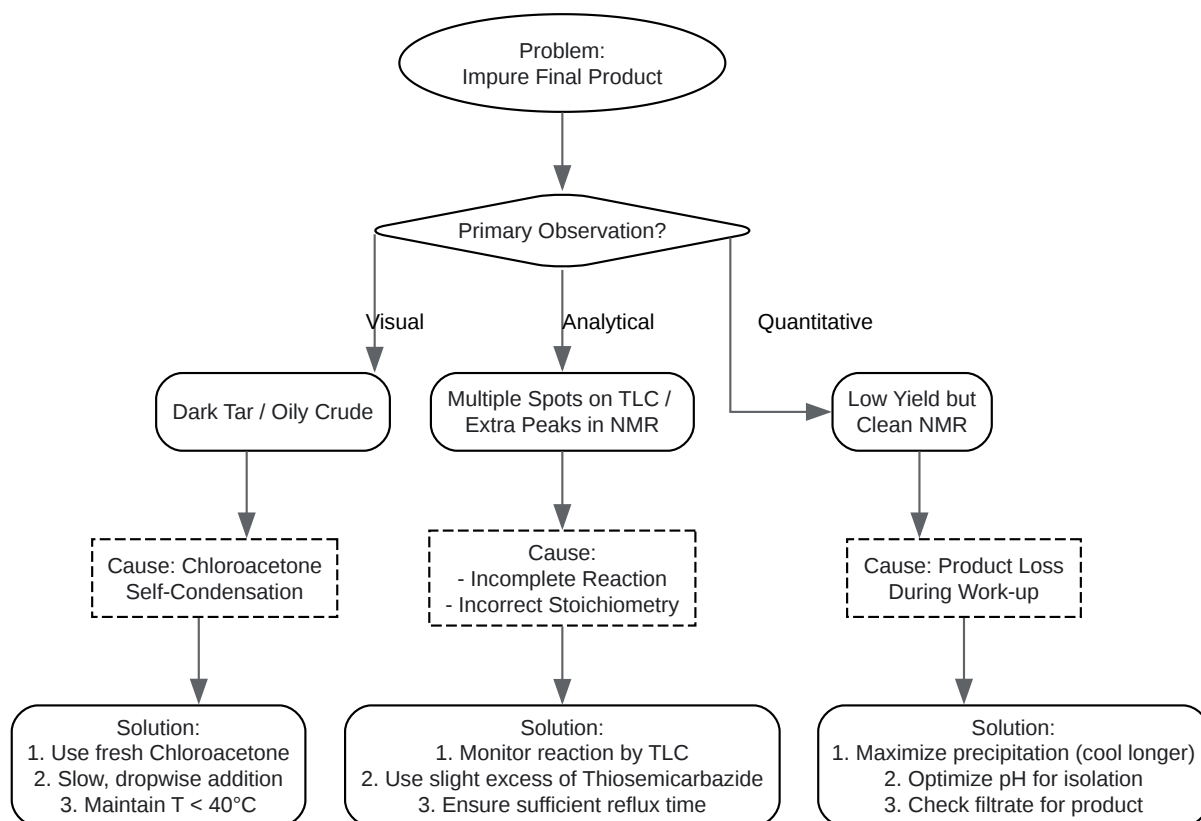 Problem:
Impure Final Product
Primary Observation?
Visual
Analytical
Quantitative
Dark Tar / Oily Crude
Multiple Spots on TLC /
Extra Peaks in NMR
Low Yield but
Clean NMR
Cause: Chloroacetone
Self-Condensation
Cause:
- Incomplete Reaction
- Incorrect Stoichiometry
Cause: Product Loss
During Work-up
Solution:
1. Use fresh Chloroacetone
2. Slow, dropwise addition
3. Maintain T < 40°C
Solution:
1. Monitor reaction by TLC
2. Use slight excess of Thiosemicarbazide
3. Ensure sufficient reflux time
Solution:
1. Maximize precipitation (cool longer)
2. Optimize pH for isolation
3. Check filtrate for product